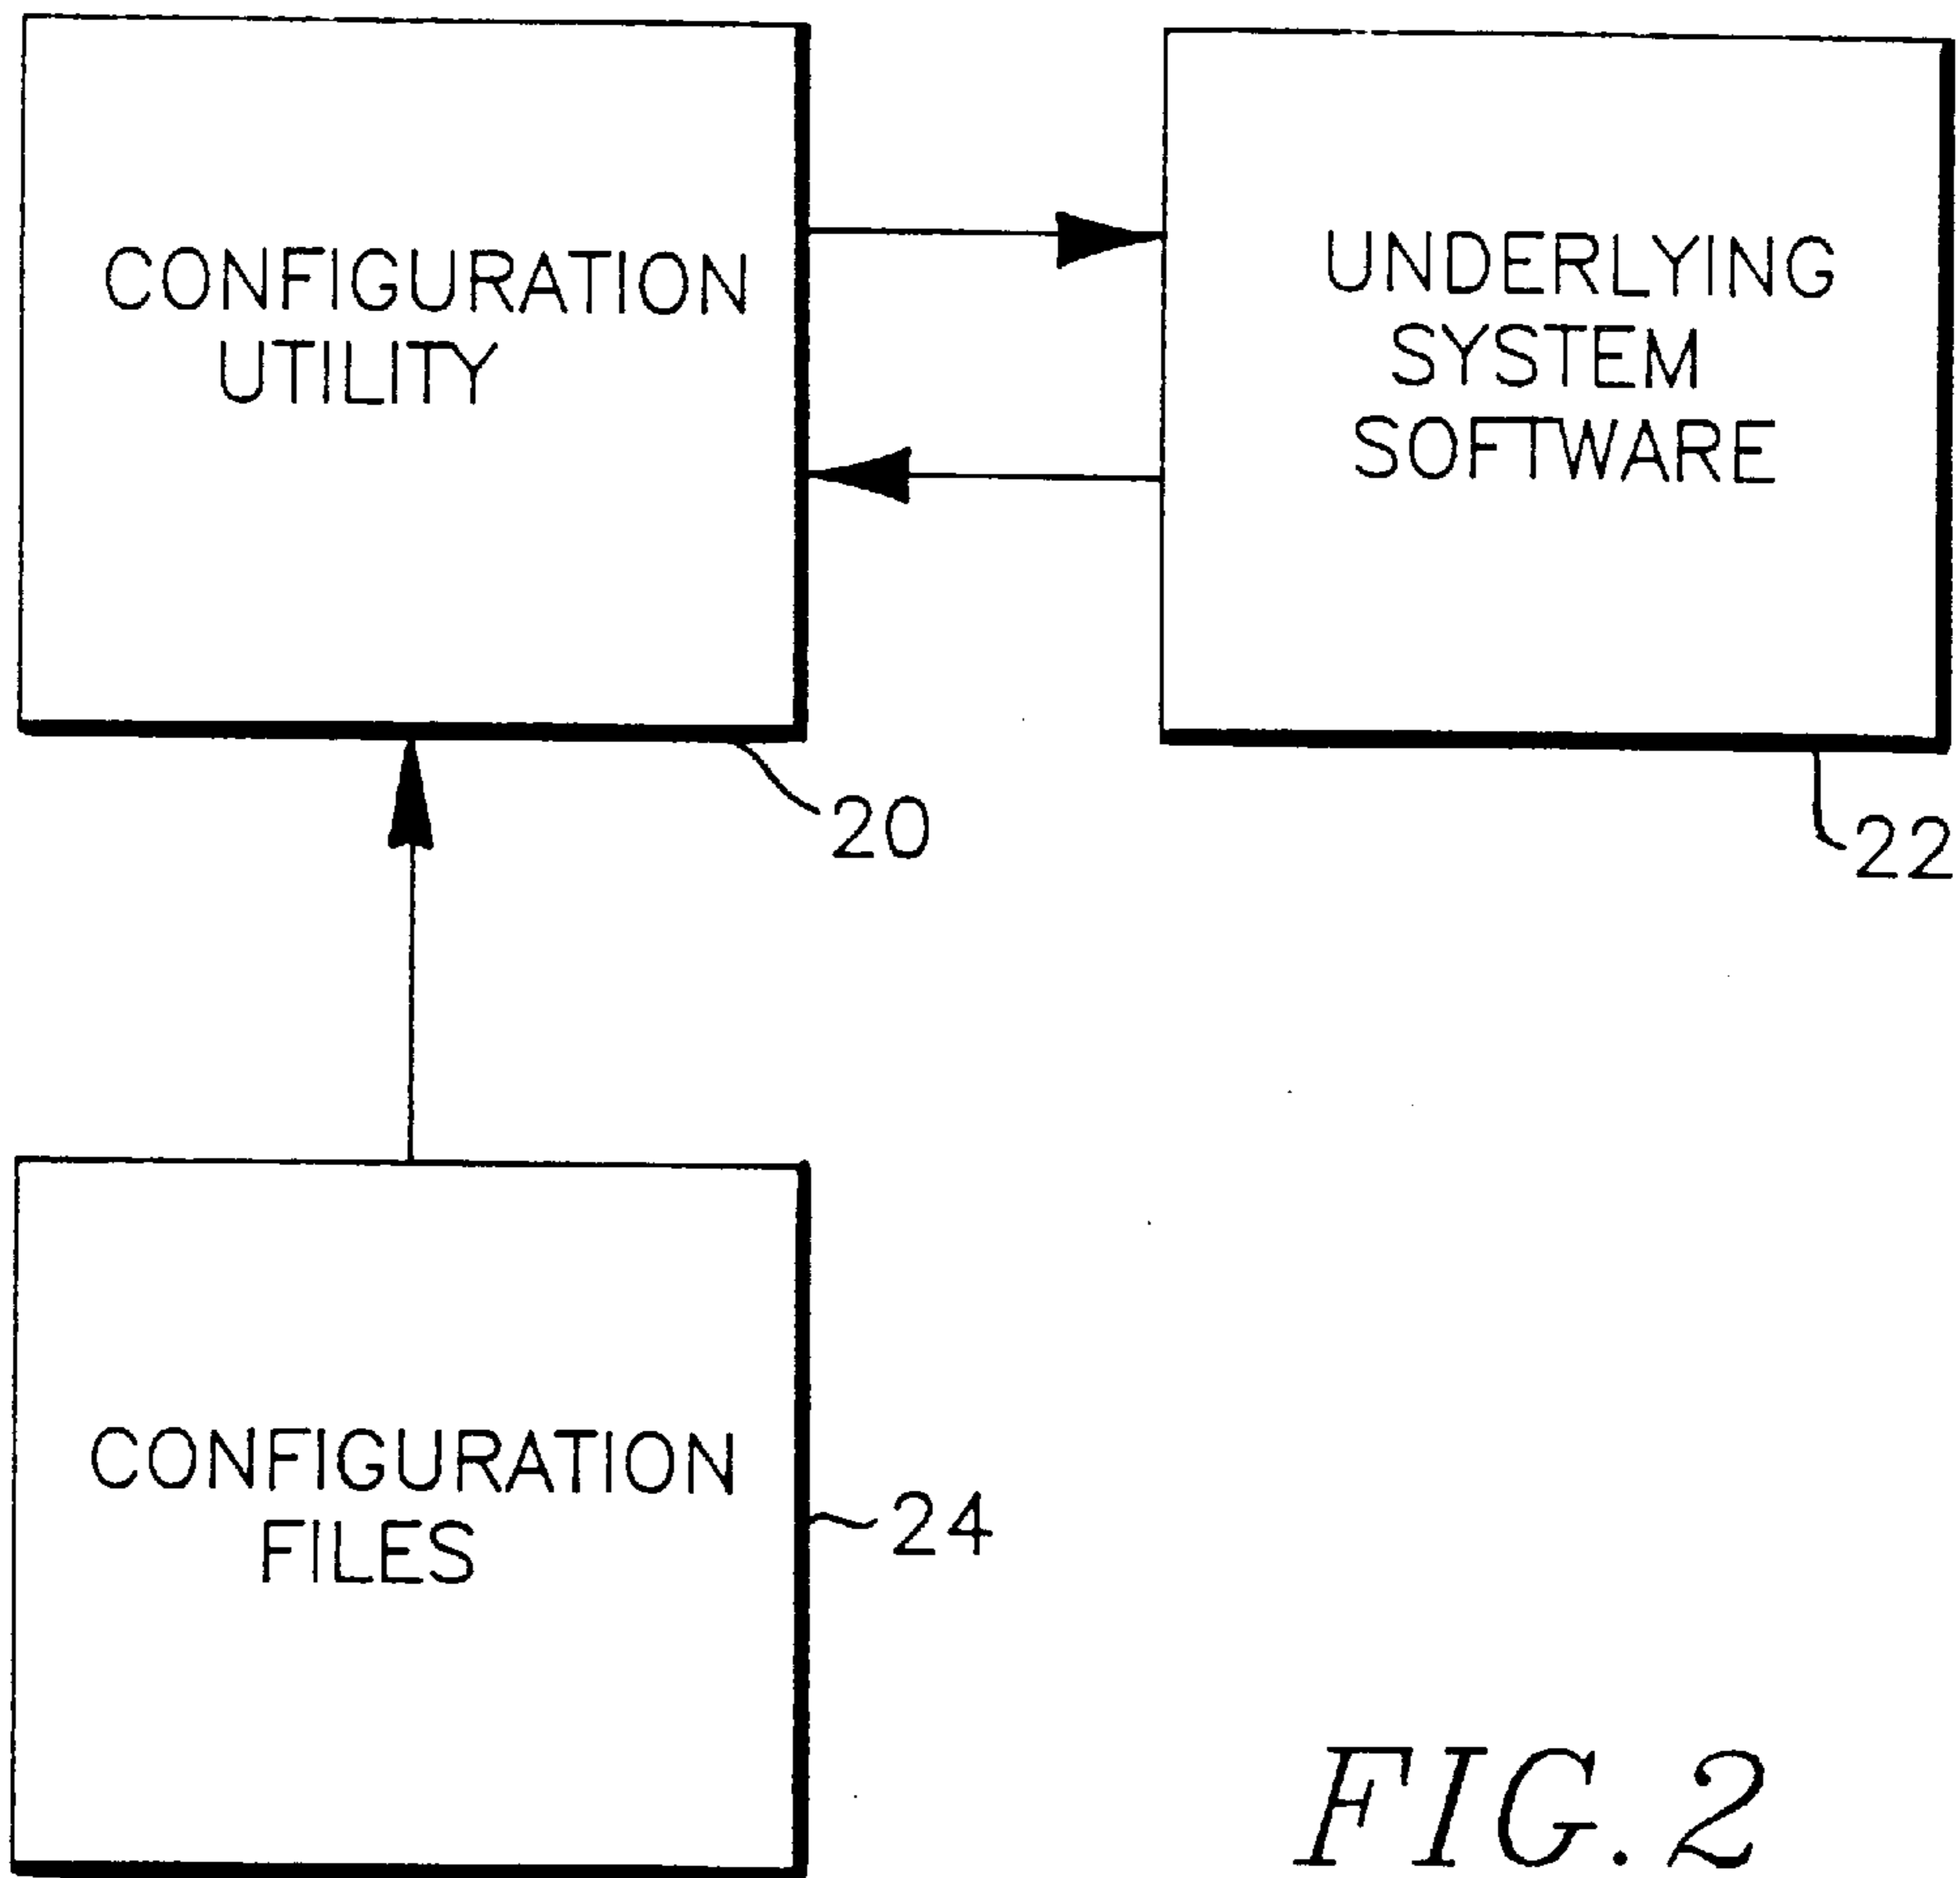 CONFIGURATION
UTILITY
UNDERLYING
SYSTEM
SOFTWARE
20
22
CONFIGURATION
FILES
24
FIG.2